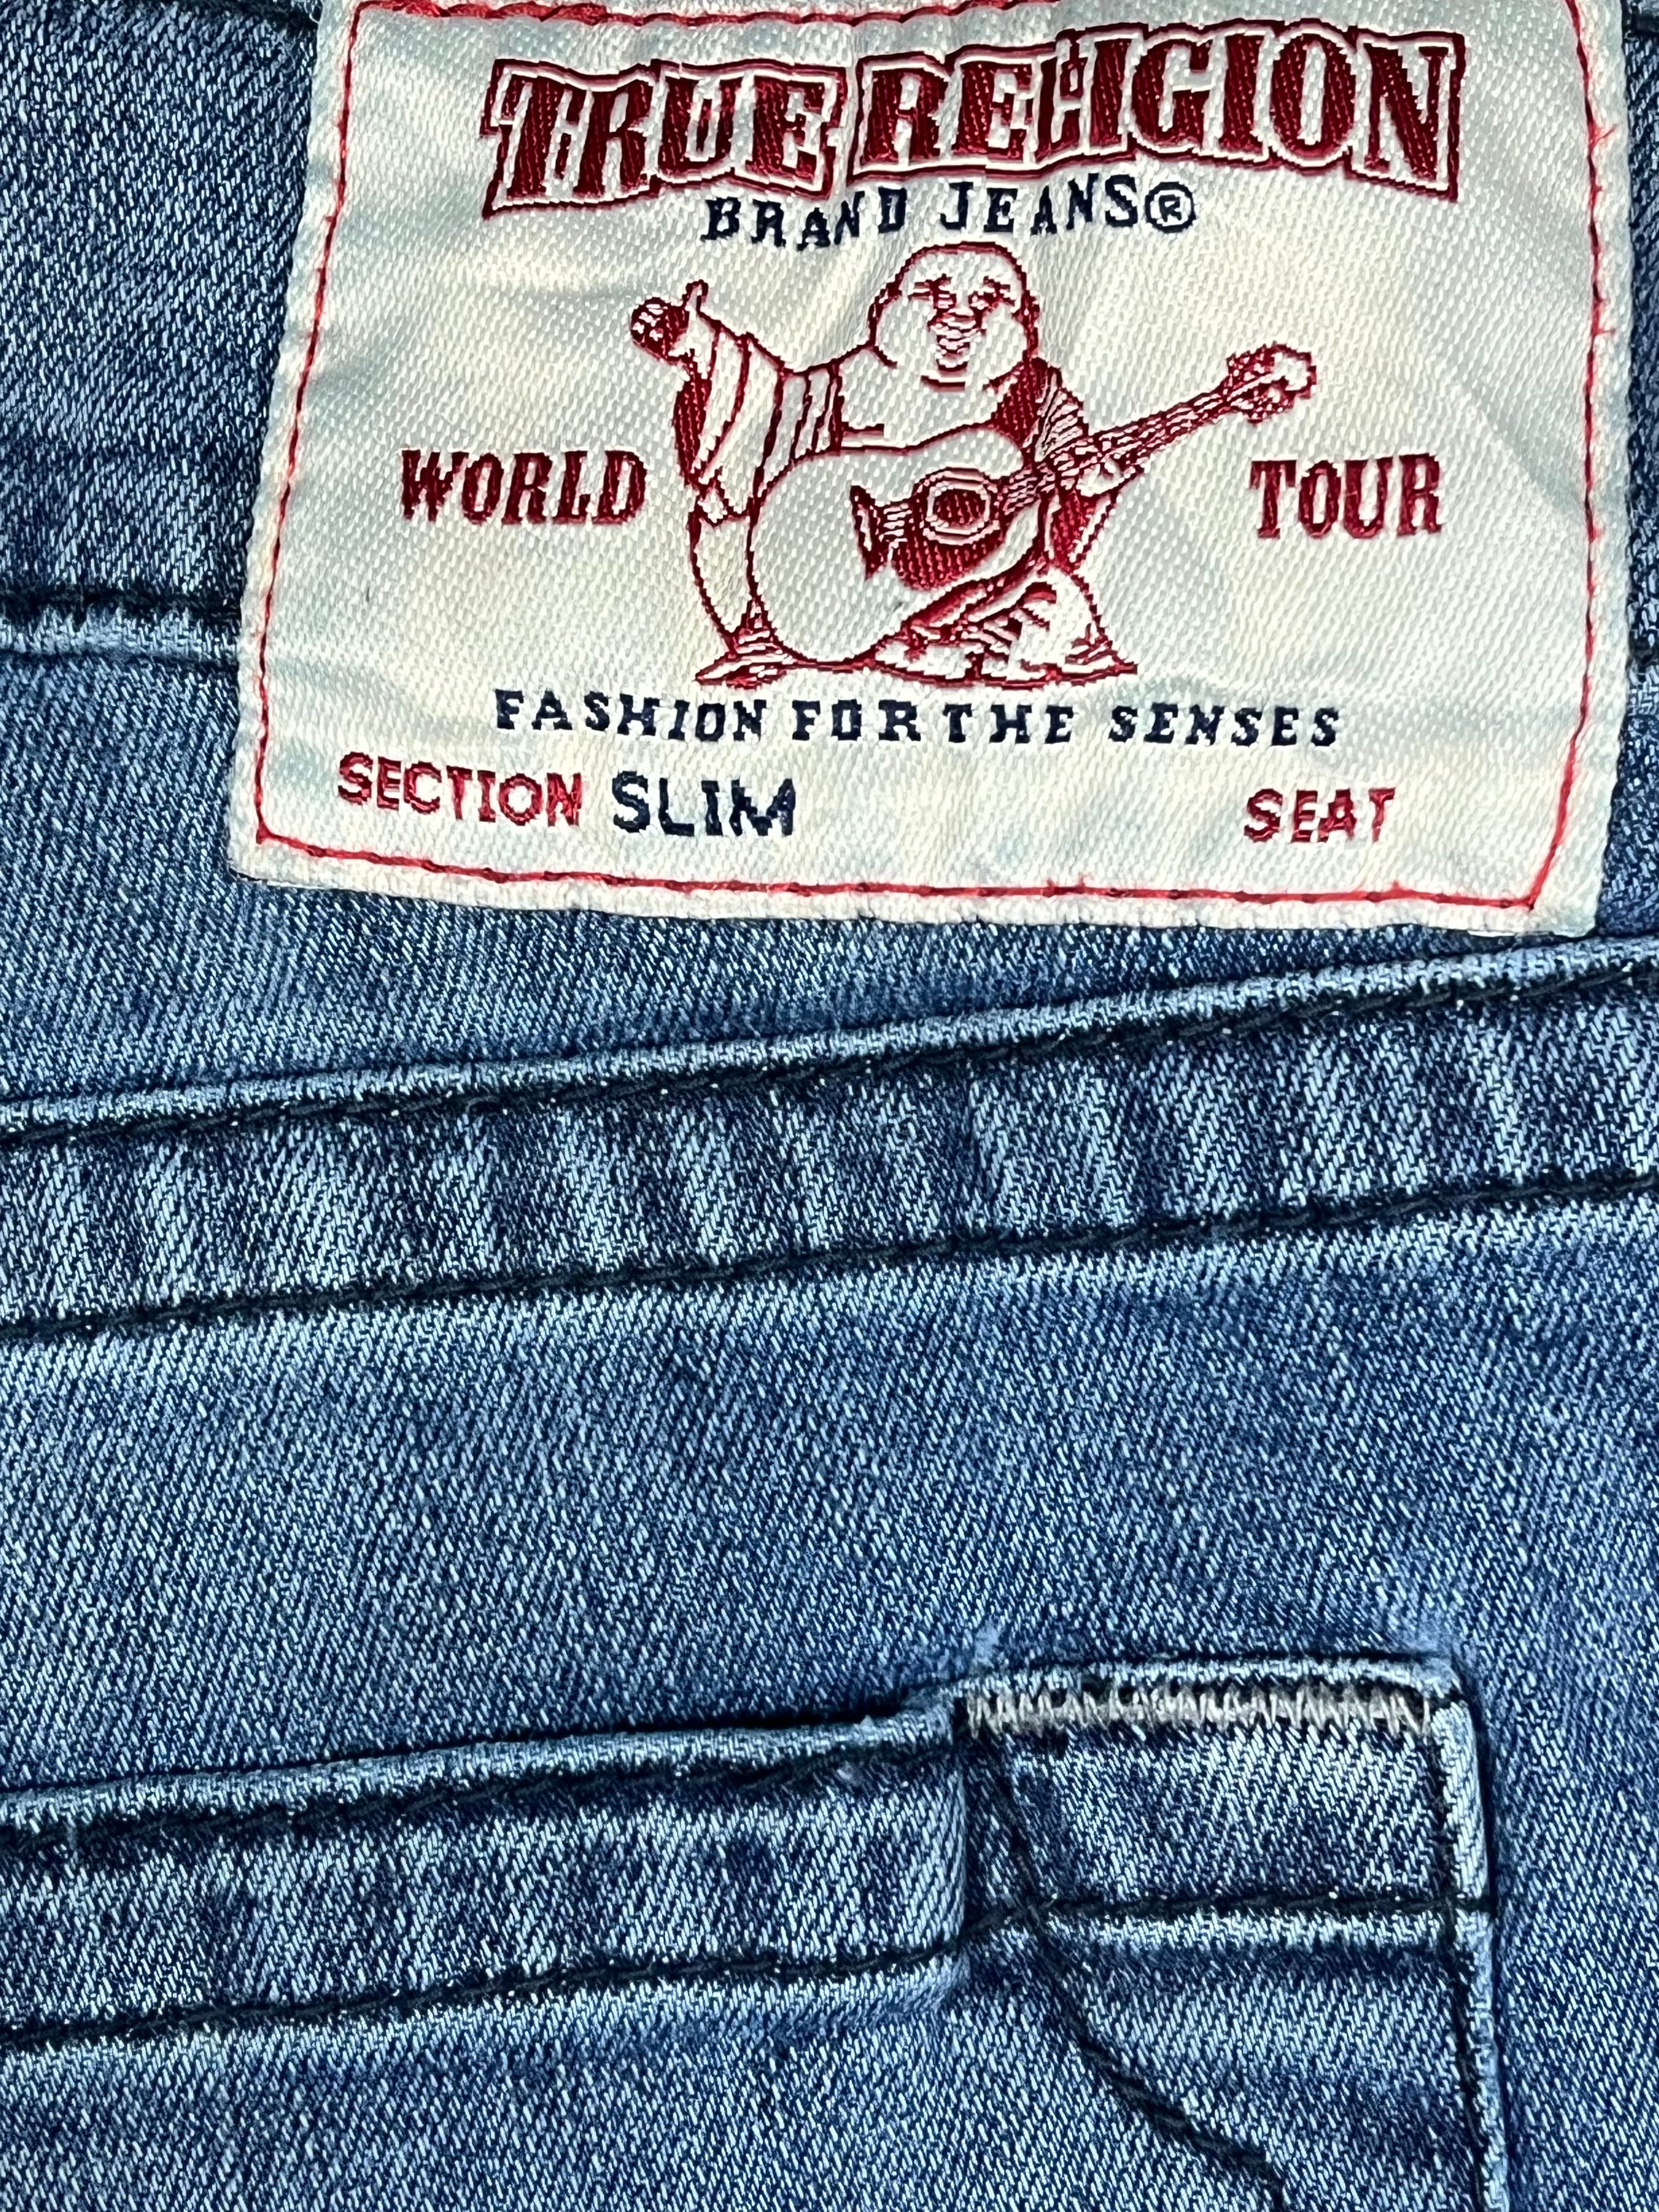 TRUE RELIGION
BRAND JEANS®
WORLD TOUR
FASHION FOR THE SENSES
SECTION SLIM SEAT